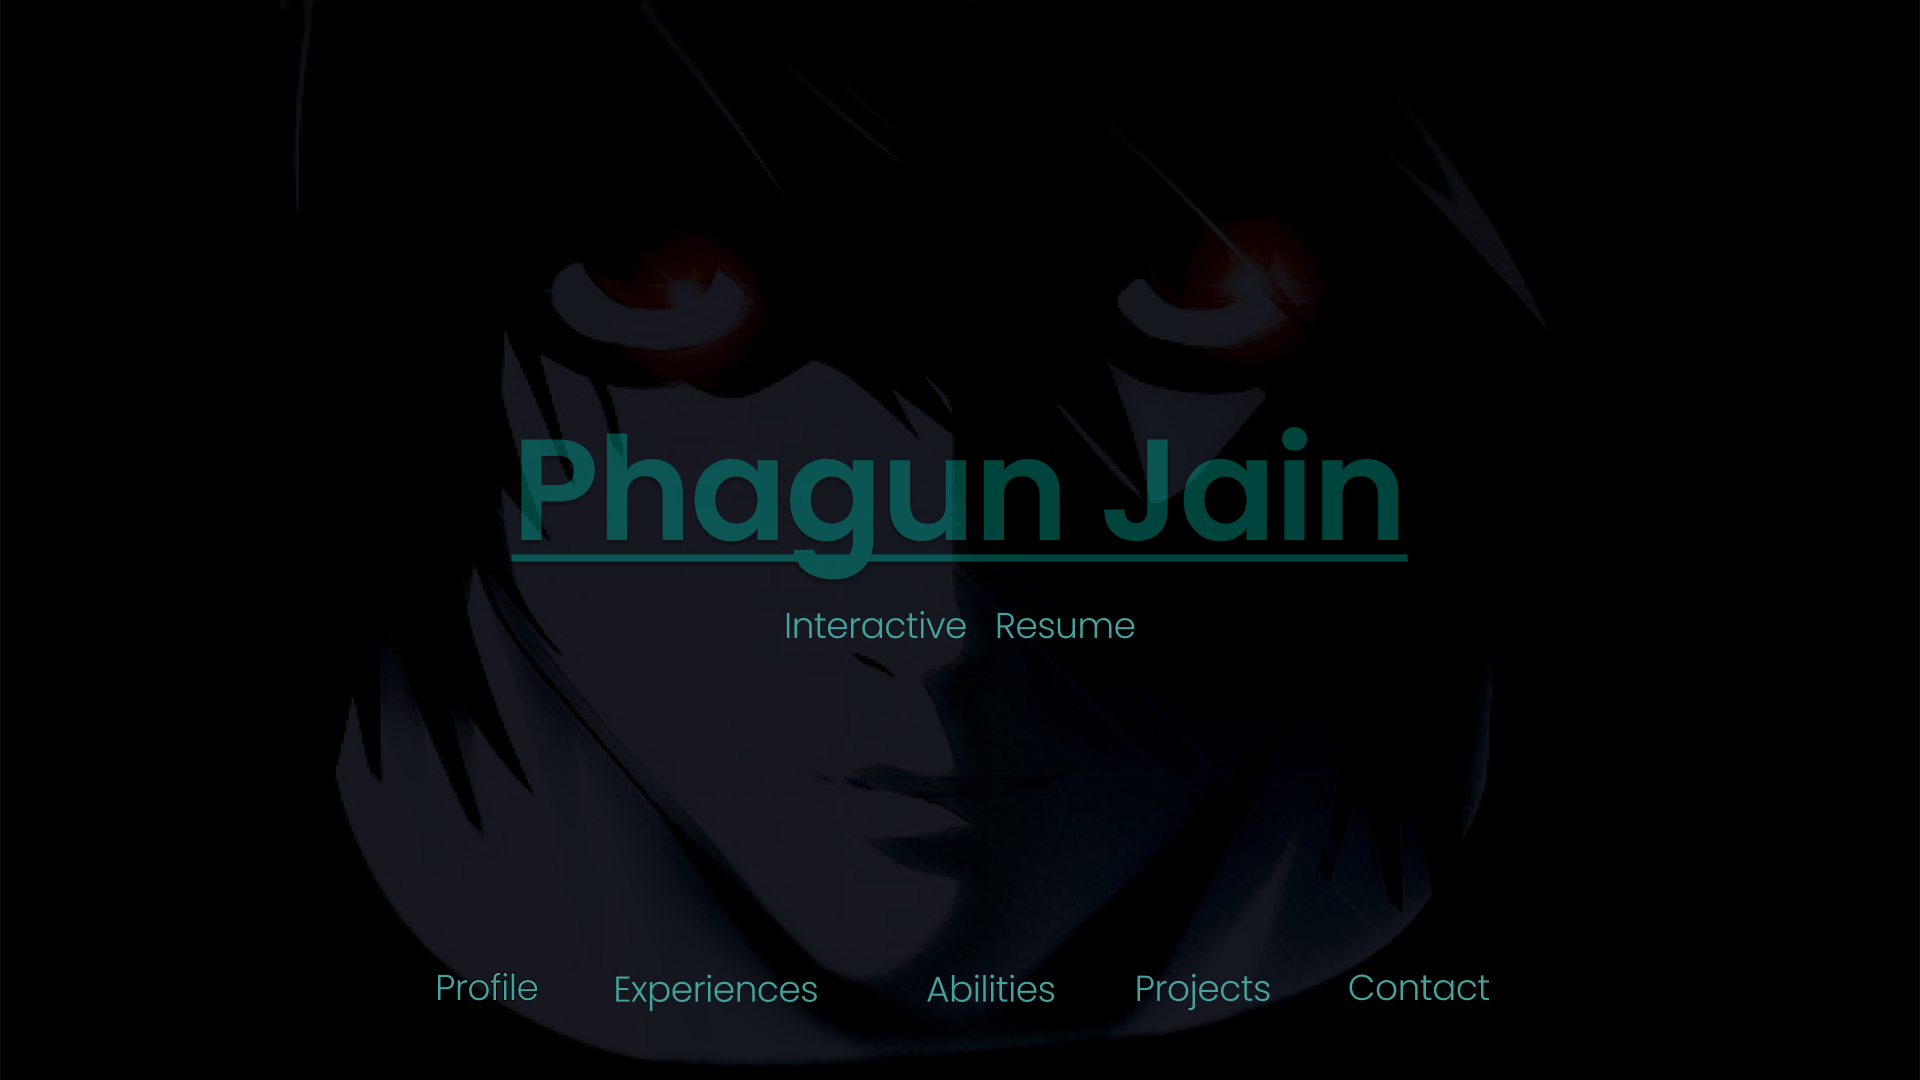 Phagun Jain
Interactive Resume
Profile Experiences Abilities Projects Contact